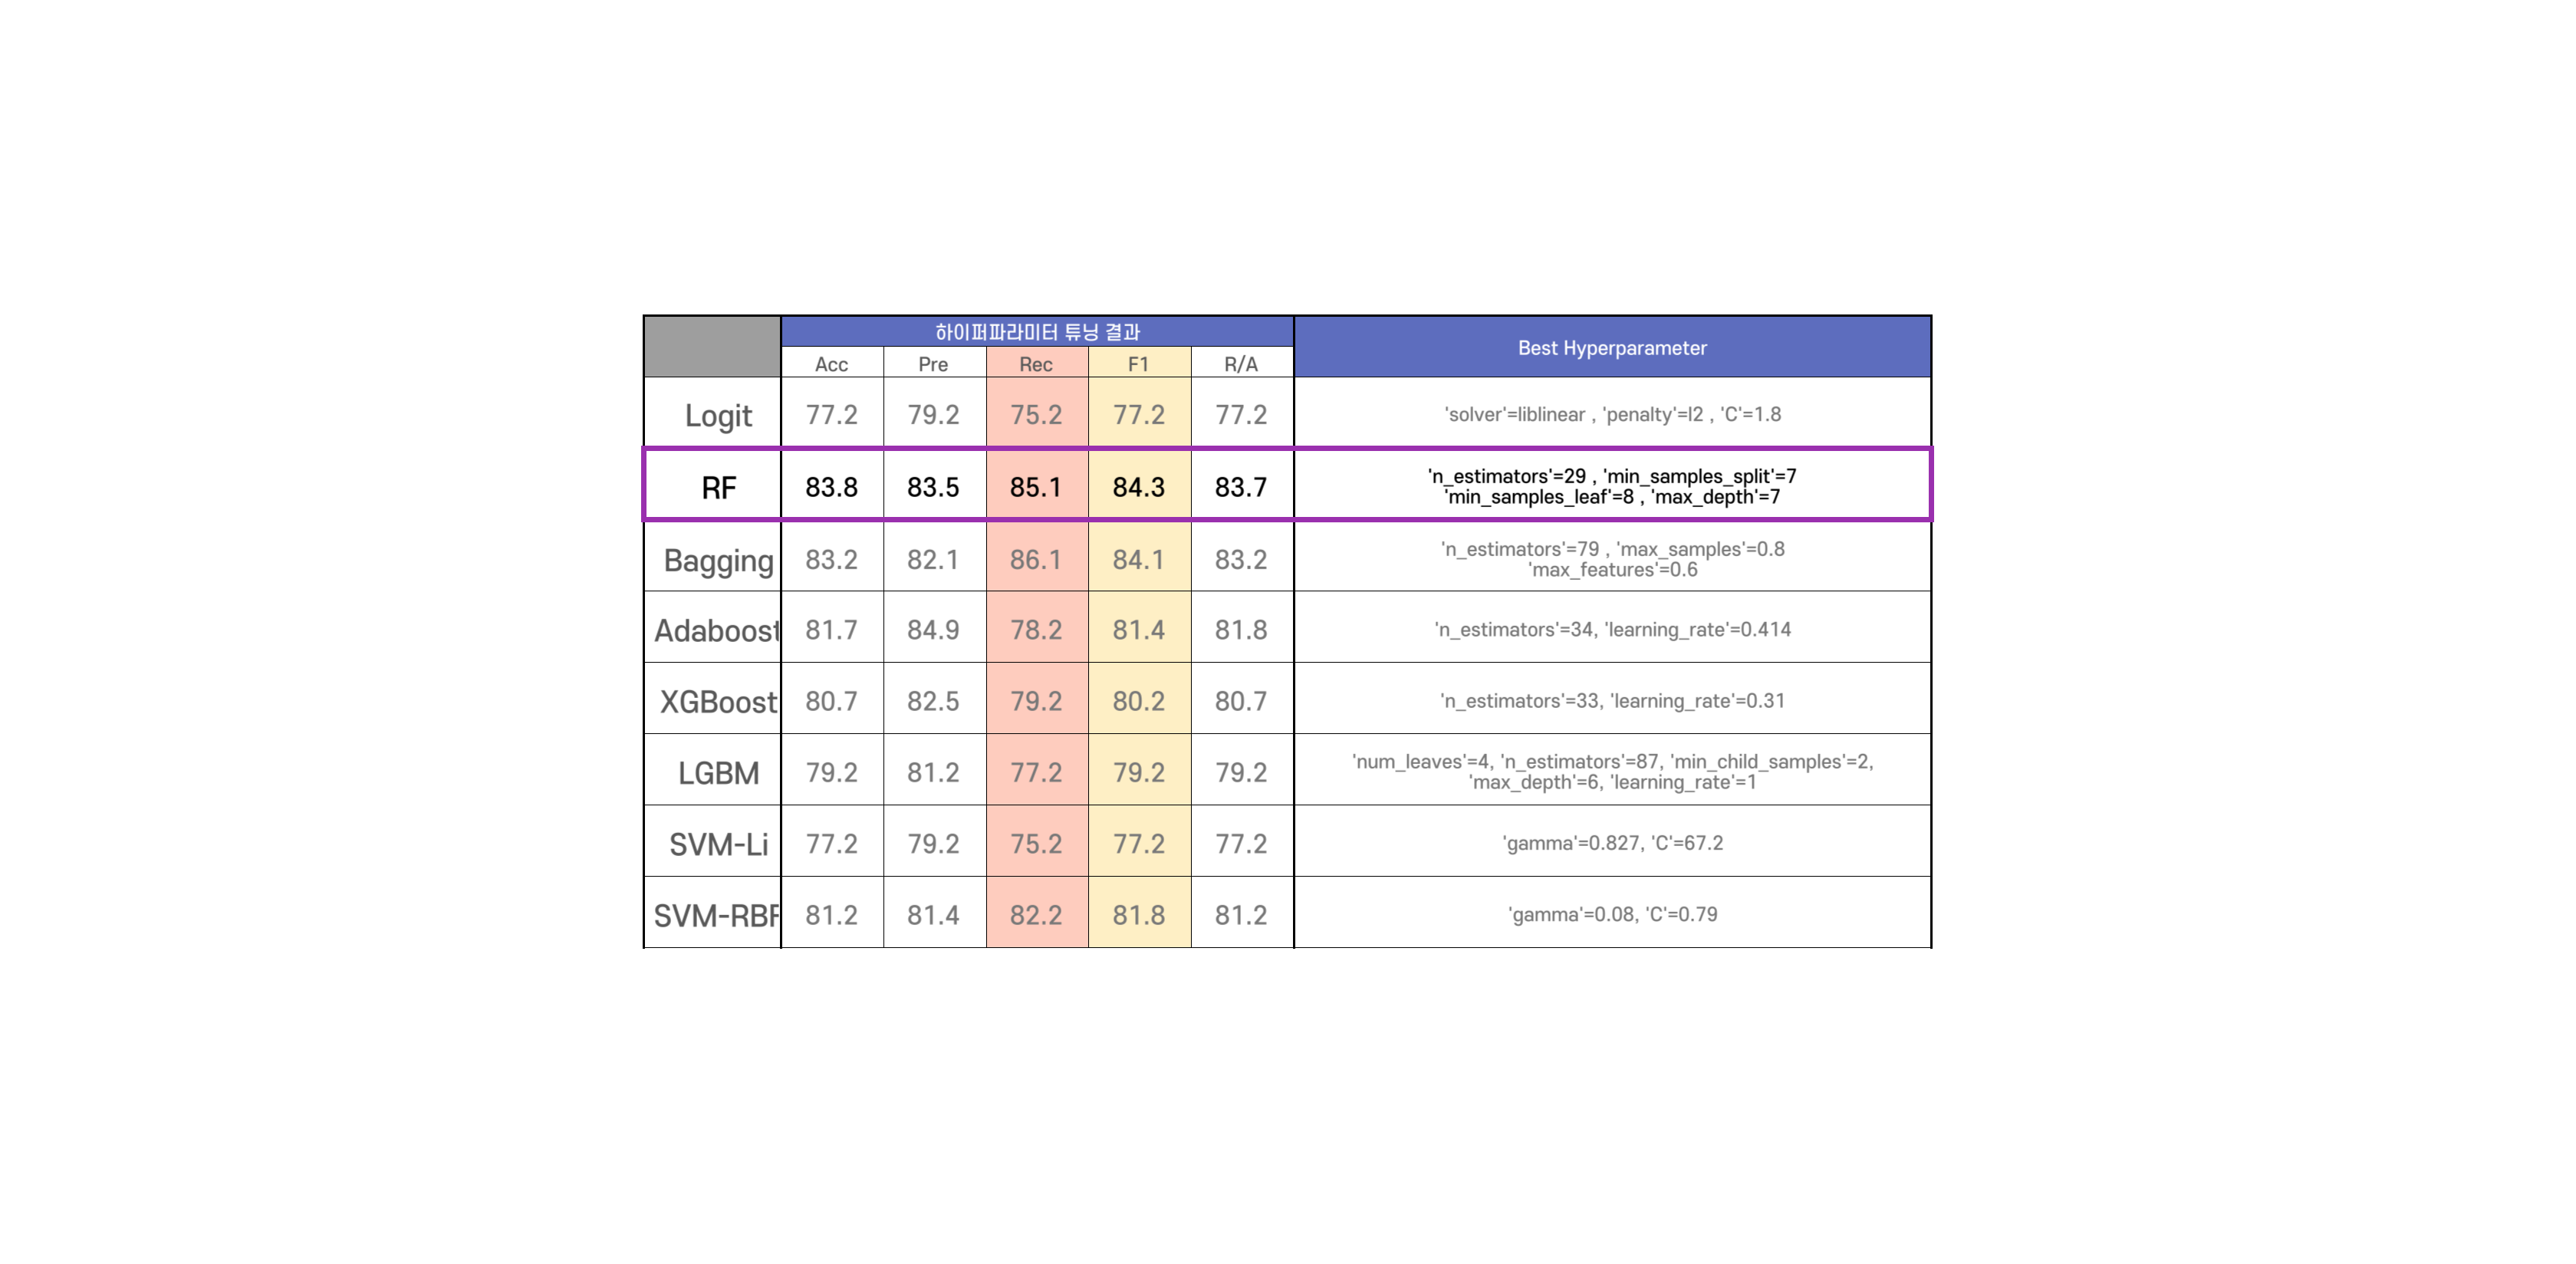 하이퍼파라미터 튜닝 결과
Best Hyperparameter
Acc Pre Rec F1 R/A
Logit 77.2 79.2 75.2 77.2 77.2 'solver'=liblinear , 'penalty'=l2 , 'C'=1.8
RF 83.8 83.5 85.1 84.3 83.7 'n_estimators'=29 , 'min_samples_split'=7
'min_samples_leaf'=8 , 'max_depth'=7
Bagging 83.2 82.1 86.1 84.1 83.2 'n_estimators'=79 , 'max_samples'=0.8
'max_features'=0.6
Adaboost 81.7 84.9 78.2 81.4 81.8 'n_estimators'=34, 'learning_rate'=0.414
XGBoost 80.7 82.5 79.2 80.2 80.7 'n_estimators'=33, 'learning_rate'=0.31
LGBM 79.2 81.2 77.2 79.2 79.2 'num_leaves'=4, 'n_estimators'=87, 'min_child_samples'=2,
'max_depth'=6, 'learning_rate'=1
SVM-Li 77.2 79.2 75.2 77.2 77.2 'gamma'=0.827, 'C'=67.2
SVM-RBF 81.2 81.4 82.2 81.8 81.2 'gamma'=0.08, 'C'=0.79